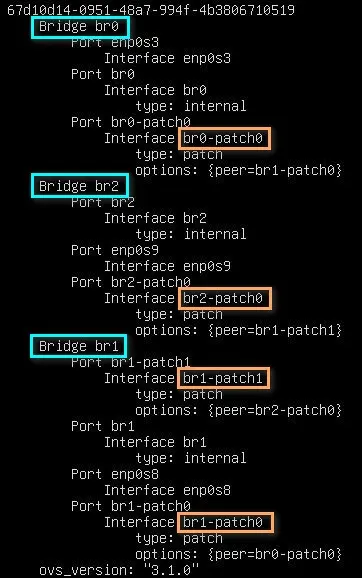 67d10d14-0951-48a7-994f-4b3806710519
Bridge br0
Port enp0s3
Interface enp0s3
Port br0
Interface br0
type: internal
Port br0-patch0
Interface br0-patch0
type: patch
options: {peer=br1-patch0}
Bridge br2
Port br2
Interface br2
type: internal
Port enp0s9
Interface enp0s9
Port br2-patch0
Interface br2-patch0
type: patch
options: {peer=br1-patch1}
Bridge br1
Port br1-patch1
Interface br1-patch1
type: patch
options: {peer=br2-patch0}
Port br1
Interface br1
type: internal
Port enp0s8
Interface enp0s8
Port br1-patch0
Interface br1-patch0
type: patch
options: {peer=br0-patch0}
ovs_version: "3.1.0"